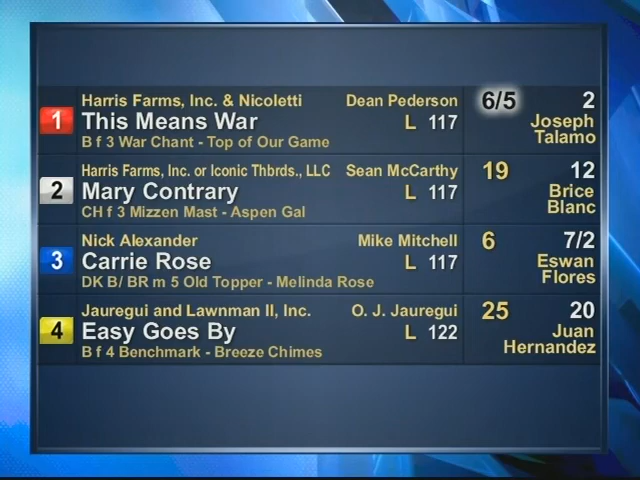 Harris Farms, Inc. & Nicoletti Dean Pederson 6/5 2
1 This Means War L 117 Joseph
B f 3 War Chant - Top of Our Game Talamo
Harris Farms, Inc. or Iconic Thbrds., LLC Sean McCarthy 19 12
2 Mary Contrary L 117 Brice
CH f 3 Mizzen Mast - Aspen Gal Blanc
Nick Alexander Mike Mitchell 6 7/2
3 Carrie Rose L 117 Eswan
DK B/ BR m 5 Old Topper - Melinda Rose Flores
Jauregui and Lawnman II, Inc. O. J. Jauregui 25 20
4 Easy Goes By L 122 Juan
B f 4 Benchmark - Breeze Chimes Hernandez